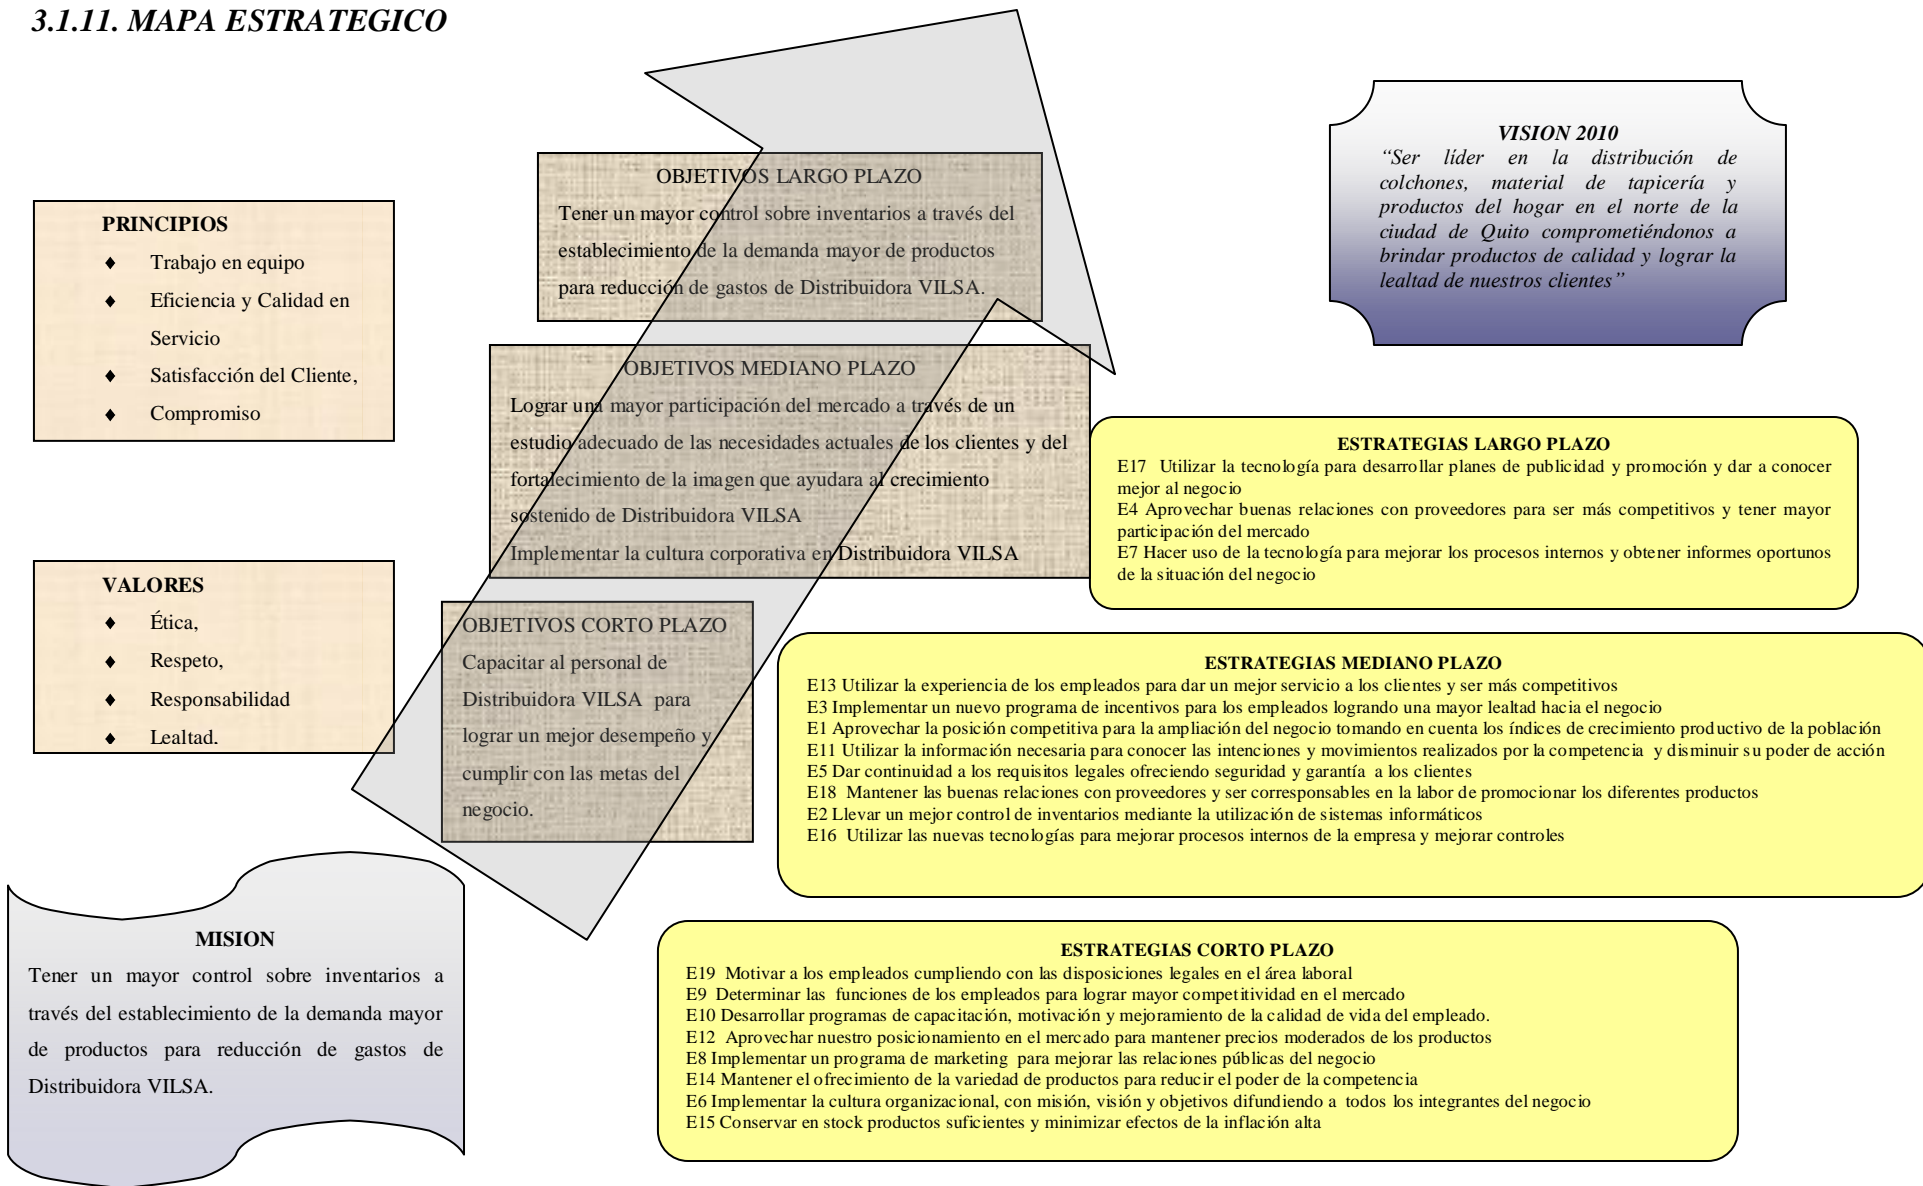 3.1.11. MAPA ESTRATEGICO
OBJETIVOS LARGO PLAZO
Tener un mayor control sobre inventarios a través del
establecimiento de la demanda mayor de productos
para reducción de gastos de Distribuidora VILSA.
VISION 2010
“Ser líder en la distribución de
colchones, material de tapicería y
productos del hogar en el norte de la
ciudad de Quito comprometiéndonos a
brindar productos de calidad y lograr la
lealtad de nuestros clientes”
PRINCIPIOS
♦ Trabajo en equipo
♦ Eficiencia y Calidad en
Servicio
♦ Satisfacción del Cliente,
♦ Compromiso
OBJETIVOS MEDIANO PLAZO
Lograr una mayor participación del mercado a través de un
estudio adecuado de las necesidades actuales de los clientes y del
fortalecimiento de la imagen que ayudara al crecimiento
sostenido de Distribuidora VILSA
Implementar la cultura corporativa en Distribuidora VILSA
ESTRATEGIAS LARGO PLAZO
E17 Utilizar la tecnología para desarrollar planes de publicidad y promoción y dar a conocer
mejor al negocio
E4 Aprovechar buenas relaciones con proveedores para ser más competitivos y tener mayor
participación del mercado
E7 Hacer uso de la tecnología para mejorar los procesos internos y obtener informes oportunos
de la situación del negocio
VALORES
♦ Ética,
♦ Respeto,
♦ Responsabilidad
♦ Lealtad.
OBJETIVOS CORTO PLAZO
Capacitar al personal de
Distribuidora VILSA para
lograr un mejor desempeño y
cumplir con las metas del
negocio.
ESTRATEGIAS MEDIANO PLAZO
E13 Utilizar la experiencia de los empleados para dar un mejor servicio a los clientes y ser más competitivos
E3 Implementar un nuevo programa de incentivos para los empleados logrando una mayor lealtad hacia el negocio
E1 Aprovechar la posición competitiva para la ampliación del negocio tomando en cuenta los índices de crecimiento productivo de la población
E11 Utilizar la información necesaria para conocer las intenciones y movimientos realizados por la competencia y disminuir su poder de acción
E5 Dar continuidad a los requisitos legales ofreciendo seguridad y garantía a los clientes
E18 Mantener las buenas relaciones con proveedores y ser corresponsables en la labor de promocionar los diferentes productos
E2 Llevar un mejor control de inventarios mediante la utilización de sistemas informáticos
E16 Utilizar las nuevas tecnologías para mejorar procesos internos de la empresa y mejorar controles
MISION
Tener un mayor control sobre inventarios a
través del establecimiento de la demanda mayor
de productos para reducción de gastos de
Distribuidora VILSA.
ESTRATEGIAS CORTO PLAZO
E19 Motivar a los empleados cumpliendo con las disposiciones legales en el área laboral
E9 Determinar las funciones de los empleados para lograr mayor competitividad en el mercado
E10 Desarrollar programas de capacitación, motivación y mejoramiento de la calidad de vida del empleado.
E12 Aprovechar nuestro posicionamiento en el mercado para mantener precios moderados de los productos
E8 Implementar un programa de marketing para mejorar las relaciones públicas del negocio
E14 Mantener el ofrecimiento de la variedad de productos para reducir el poder de la competencia
E6 Implementar la cultura organizacional, con misión, visión y objetivos difundiendo a todos los integrantes del negocio
E15 Conservar en stock productos suficientes y minimizar efectos de la inflación alta